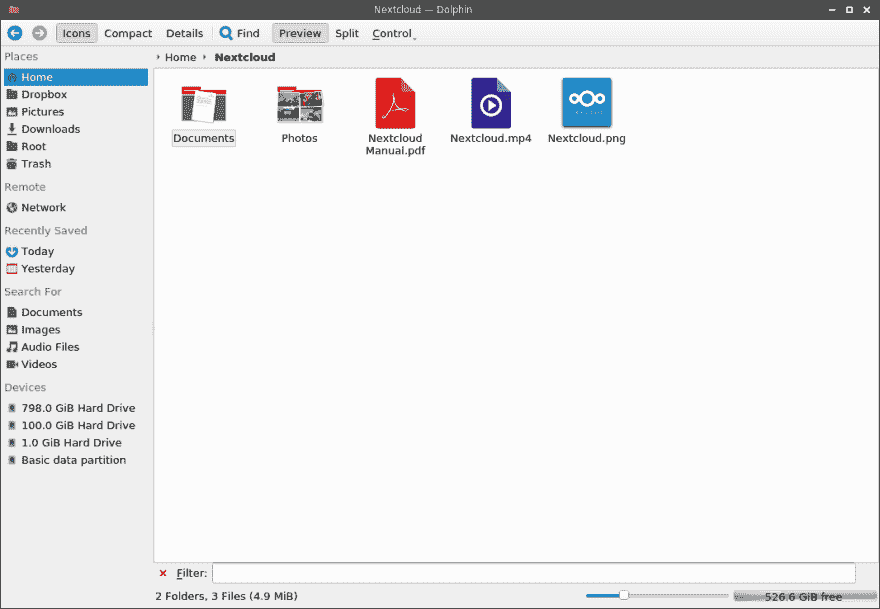 Nextcloud — Dolphin
Icons Compact Details Find Preview Split Control
Places
Home
Dropbox
Pictures
Downloads
Root
Trash
Remote
Network
Recently Saved
Today
Yesterday
Search For
Documents
Images
Audio Files
Videos
Devices
798.0 GiB Hard Drive
100.0 GiB Hard Drive
1.0 GiB Hard Drive
Basic data partition
Home Nextcloud
Documents
Photos
Nextcloud
Manual.pdf
Nextcloud.mp4
Nextcloud.png
Filter:
2 Folders, 3 Files (4.9 MiB)
526.6 GiB free